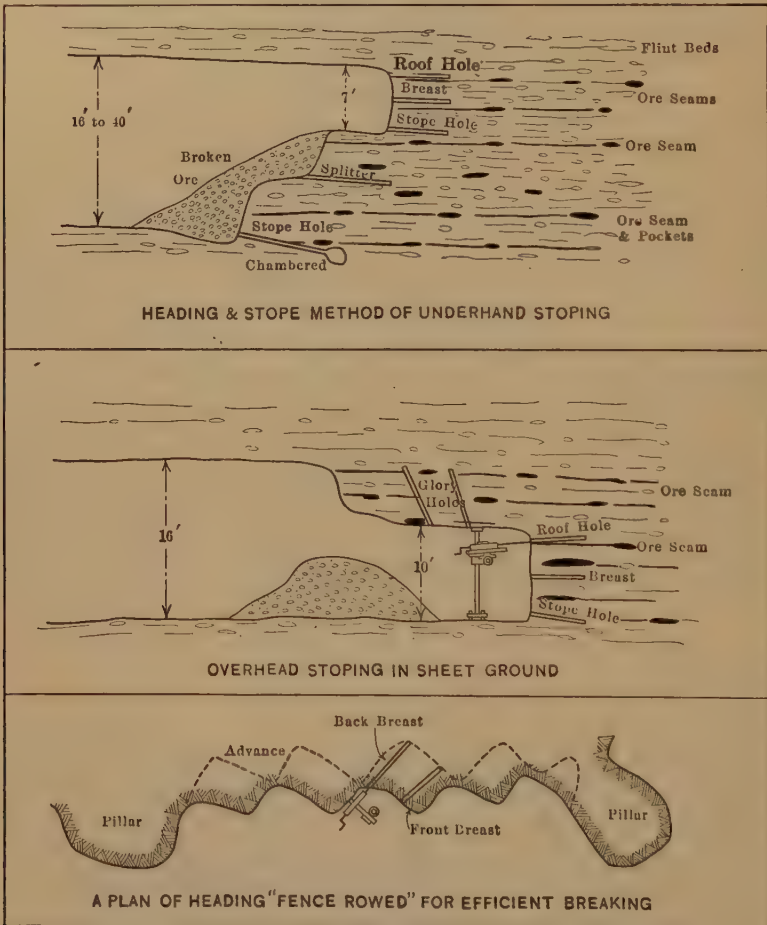 Flint Beds
Roof Hole
7'
Breast
Ore Seams
16' to 40'
Stope Hole
Broken
Ore
Ore Seam
Splitter
Stope Hole
Ore Seam
& Pockets
Chambered
HEADING & STOPE METHOD OF UNDERHAND STOPING
Glory
Holes
Ore Seam
Roof Hole
16'
10'
Ore Seam
Breast
Stope Hole
OVERHEAD STOPING IN SHEET GROUND
Back Breast
Advance
Pillar
Front Breast
Pillar
A PLAN OF HEADING "FENCE ROWED" FOR EFFICIENT BREAKING